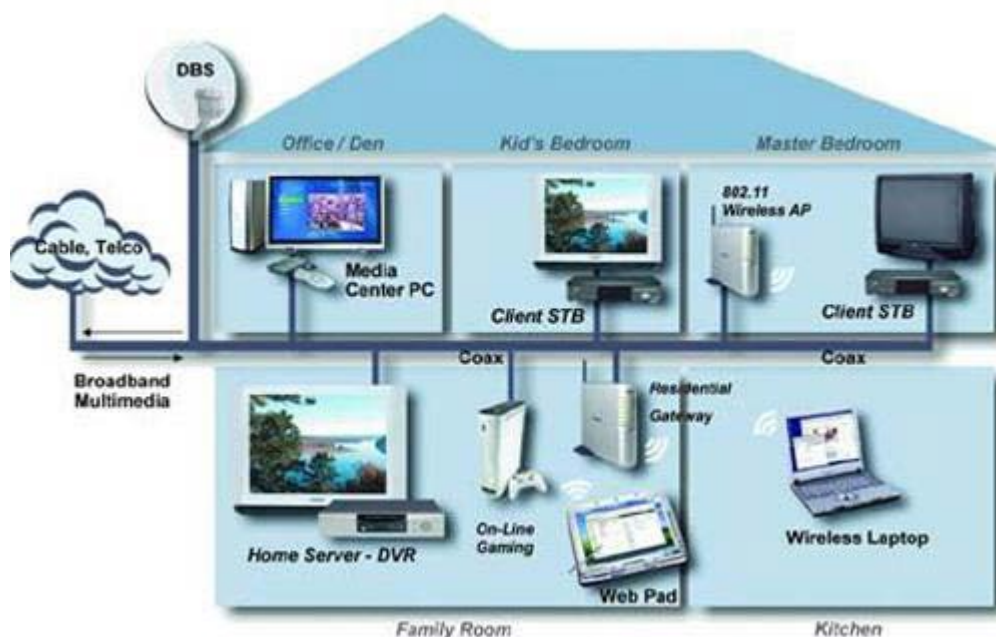 DBS
Office / Den
Kid's Bedroom
Master Bedroom
802.11
Wireless AP
Cable, Telco
Media
Center PC
Client STB
Client STB
Coax
Coax
Broadband
Multimedia
Residential
Gateway
On-Line
Gaming
Home Server - DVR
Wireless Laptop
Web Pad
Family Room
Kitchen